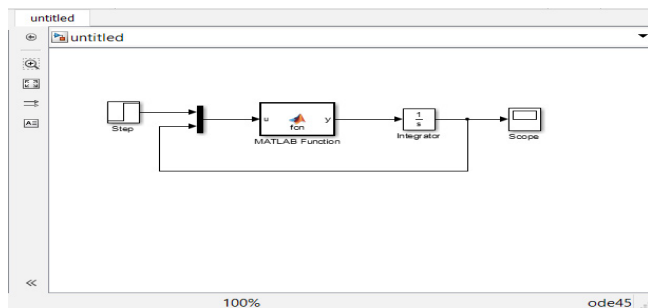 untitled
untitled
Step
u
fcn
y
MATLAB Function
1
s
Integrator
Scope
100%
ode45